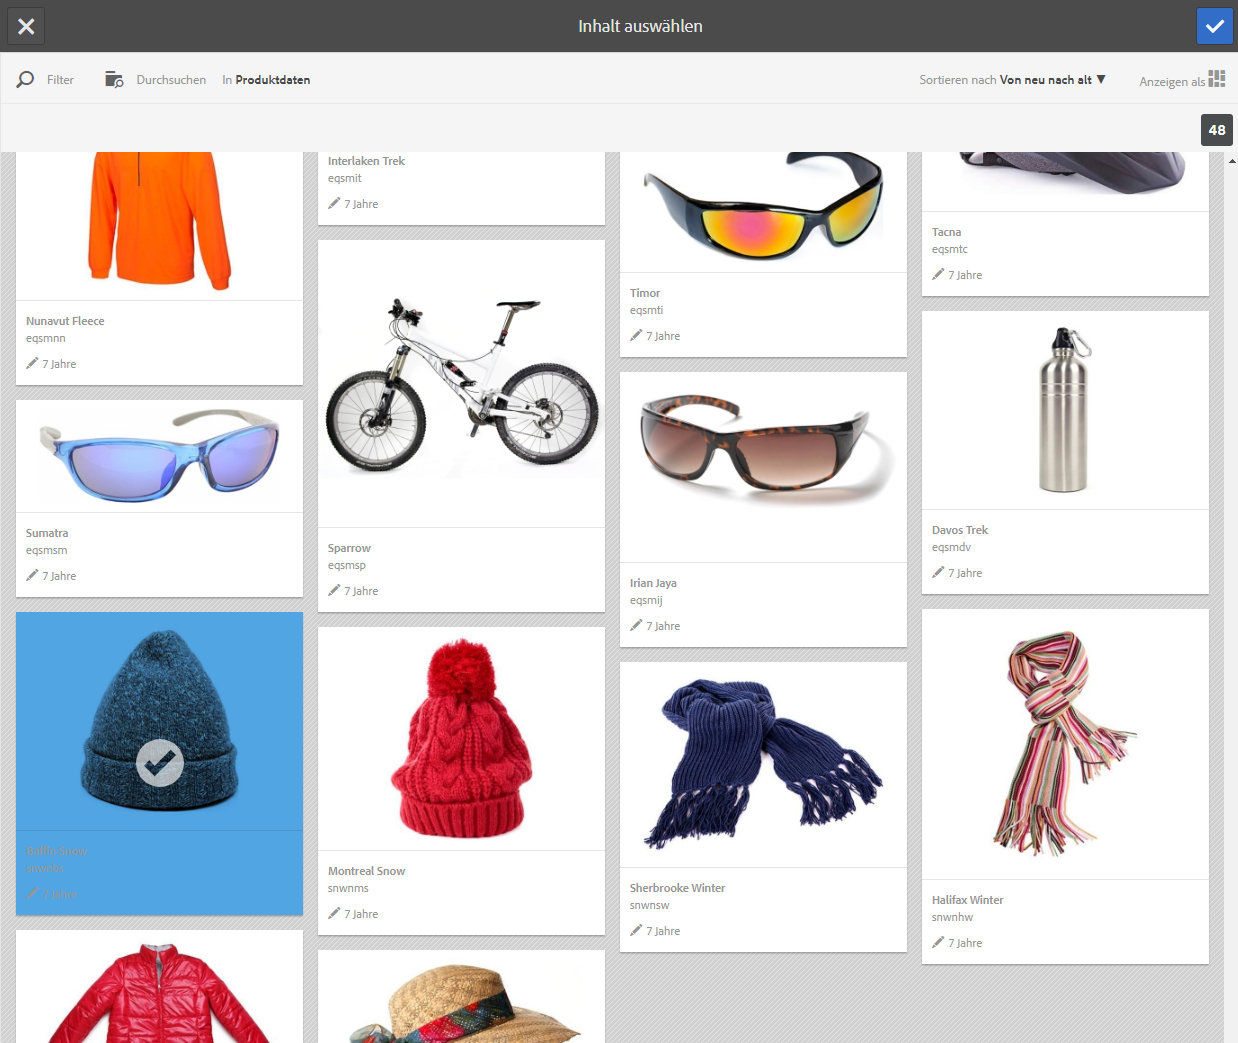 Inhalt auswählen
Filter
Durchsuchen
In Produktdaten
Sortieren nach Von neu nach alt
Anzeigen als
48
Nunavut Fleece
eqsmnn
7 Jahre
Sumatra
eqsmsm
7 Jahre
Baffin Snow
snwnbs
7 Jahre
Interlaken Trek
eqsmit
7 Jahre
Sparrow
eqsmsp
7 Jahre
Montreal Snow
snwnms
7 Jahre
Timor
eqsmti
7 Jahre
Irian Jaya
eqsmij
7 Jahre
Sherbrooke Winter
snwnsw
7 Jahre
Tacna
eqsmtc
7 Jahre
Davos Trek
eqsmdv
7 Jahre
Halifax Winter
snwnhw
7 Jahre